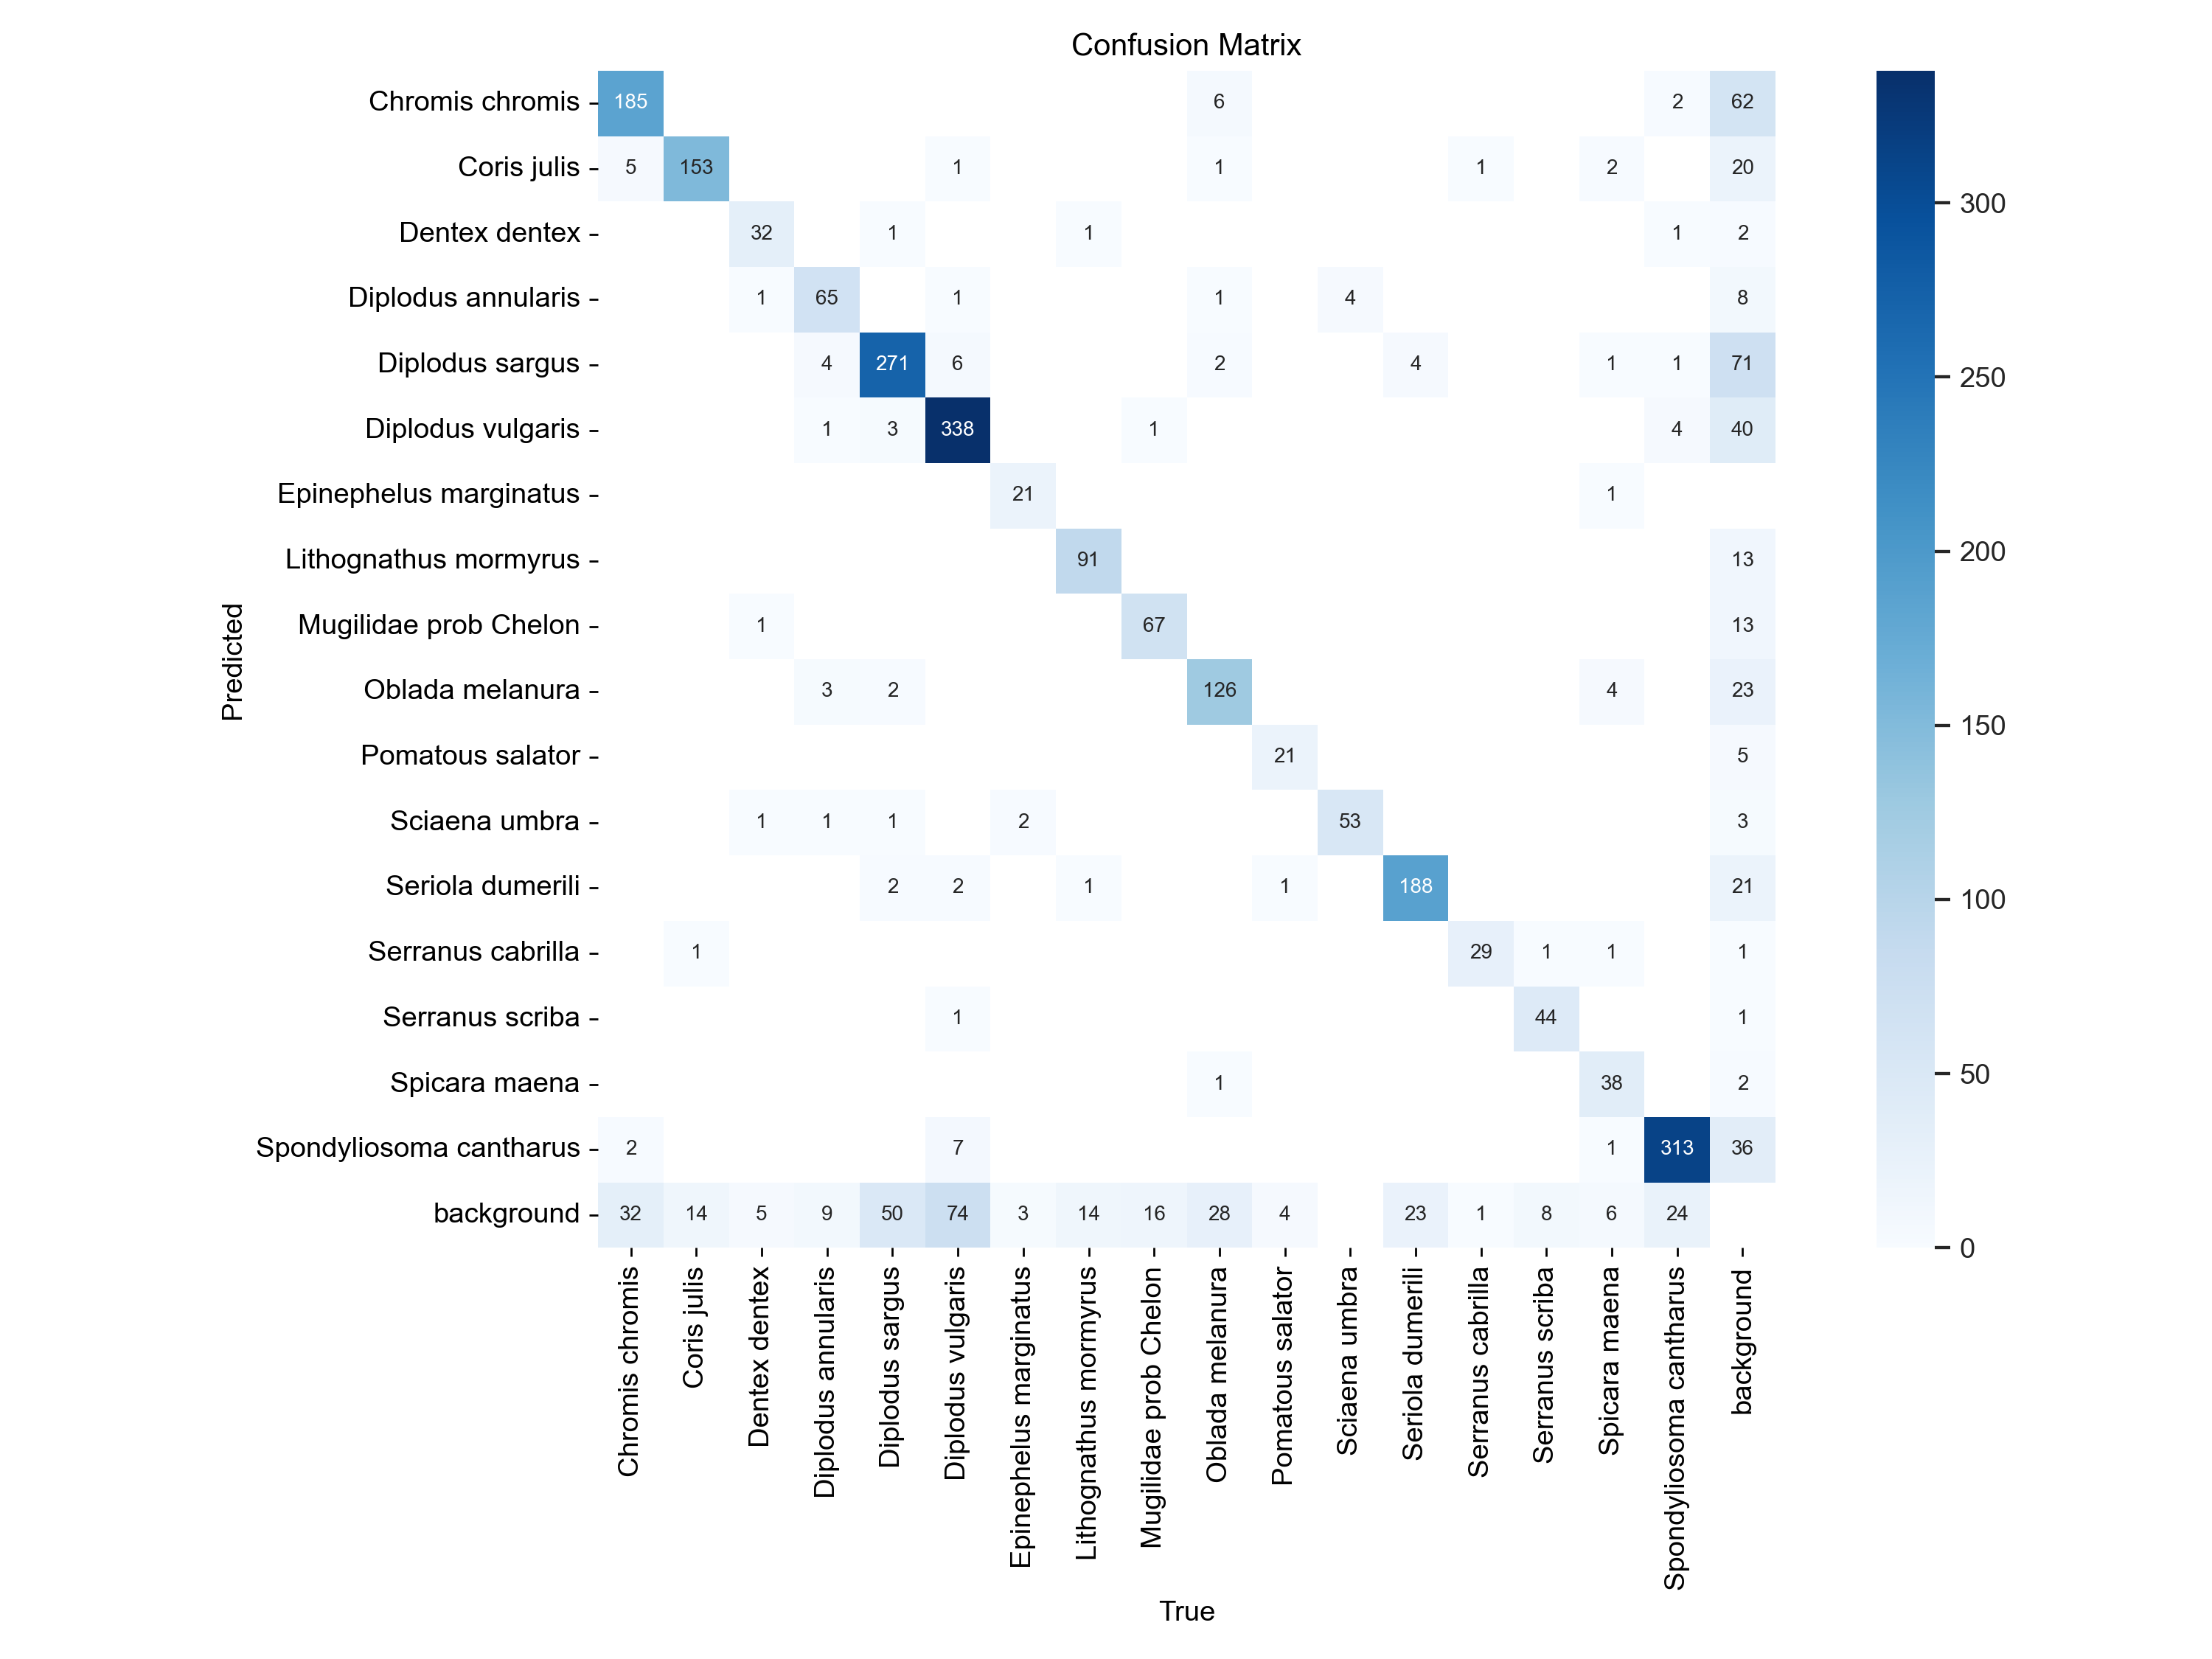 Confusion Matrix
Chromis chromis 185 6 2 62
Coris julis 5 153 1 1 1 2 20
Dentex dentex 32 1 1 1 2
Diplodus annularis 1 65 1 1 4 8
Diplodus sargus 4 271 6 2 4 1 1 71
Diplodus vulgaris 1 3 338 1 4 40
Epinephelus marginatus 21 1
Lithognathus mormyrus 91 13
Mugilidae prob Chelon 1 67 13
Oblada melanura 3 2 126 4 23
Pomatous salator 21 5
Sciaena umbra 1 1 1 2 53 3
Seriola dumerili 2 2 1 1 188 21
Serranus cabrilla 1 29 1 1 1
Serranus scriba 1 44 1
Spicara maena 1 38 2
Spondyliosoma cantharus 2 7 1 313 36
background 32 14 5 9 50 74 3 14 16 28 4 23 1 8 6 24
Predicted
Chromis chromis
Coris julis
Dentex dentex
Diplodus annularis
Diplodus sargus
Diplodus vulgaris
Epinephelus marginatus
Lithognathus mormyrus
Mugilidae prob Chelon
Oblada melanura
Pomatous salator
Sciaena umbra
Seriola dumerili
Serranus cabrilla
Serranus scriba
Spicara maena
Spondyliosoma cantharus
background
True
300
250
200
150
100
50
0